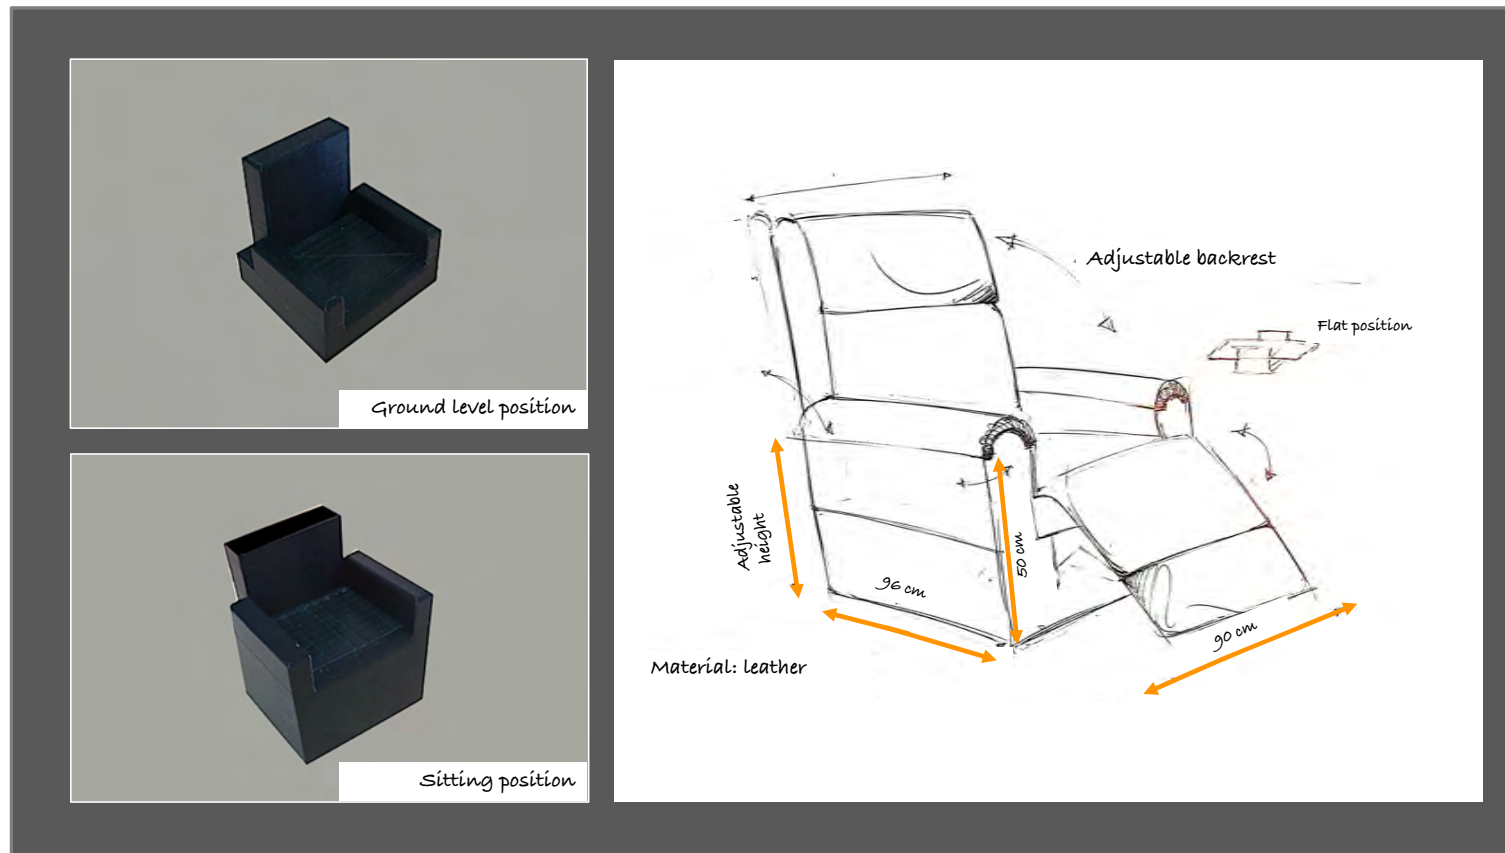 Ground level position
Sitting position
Adjustable backrest
Flat position
Adjustable
height
50 cm
96 cm
90 cm
Material: leather